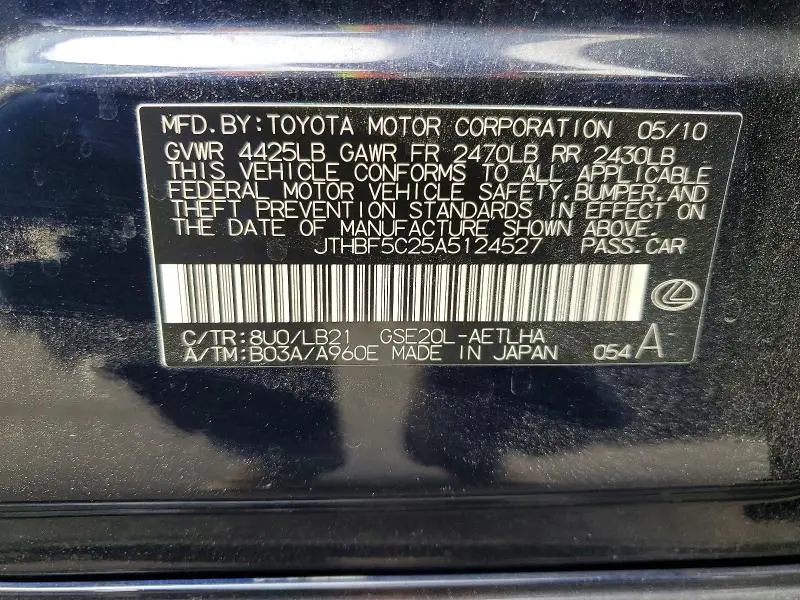 MFD. BY: TOYOTA MOTOR CORPORATION 05/10
GVWR 4425LB GAWR FR 2470LB RR 2430LB
THIS VEHICLE CONFORMS TO ALL APPLICABLE
FEDERAL MOTOR VEHICLE SAFETY, BUMPER, AND
THEFT PREVENTION STANDARDS IN EFFECT ON
THE DATE OF MANUFACTURE SHOWN ABOVE.
JTHBF5C25A5124527 PASS. CAR
C/TR: 8U0/LB21 GSE20L-AETLHA
A/TM: B03A/A960E MADE IN JAPAN 054 A